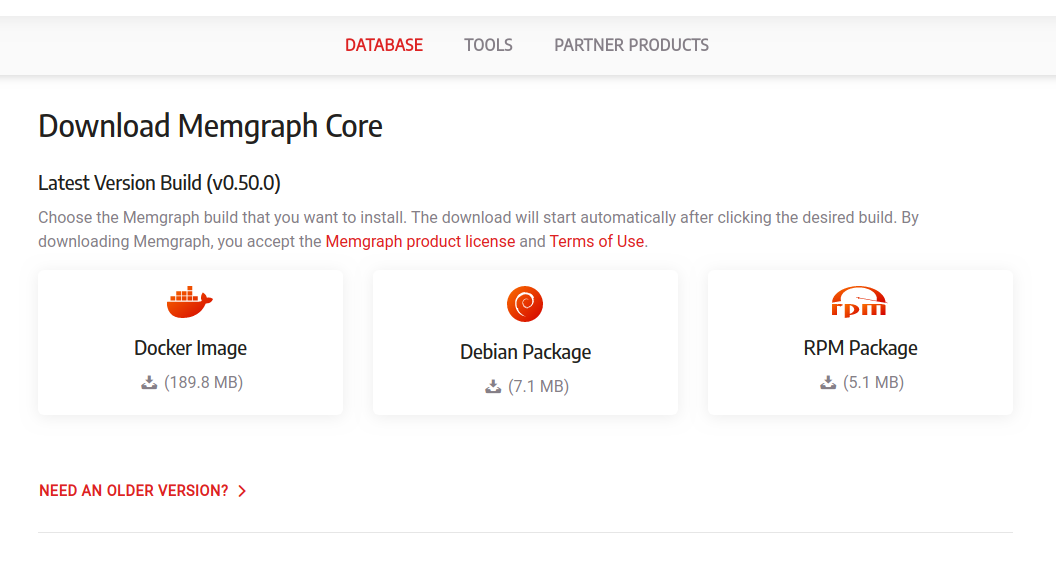 DATABASE TOOLS PARTNER PRODUCTS
Download Memgraph Core
Latest Version Build (v0.50.0)
Choose the Memgraph build that you want to install. The download will start automatically after clicking the desired build. By
downloading Memgraph, you accept the Memgraph product license and Terms of Use.
rpm
Docker Image
Debian Package
RPM Package
(189.8 MB)
(7.1 MB)
(5.1 MB)
NEED AN OLDER VERSION?